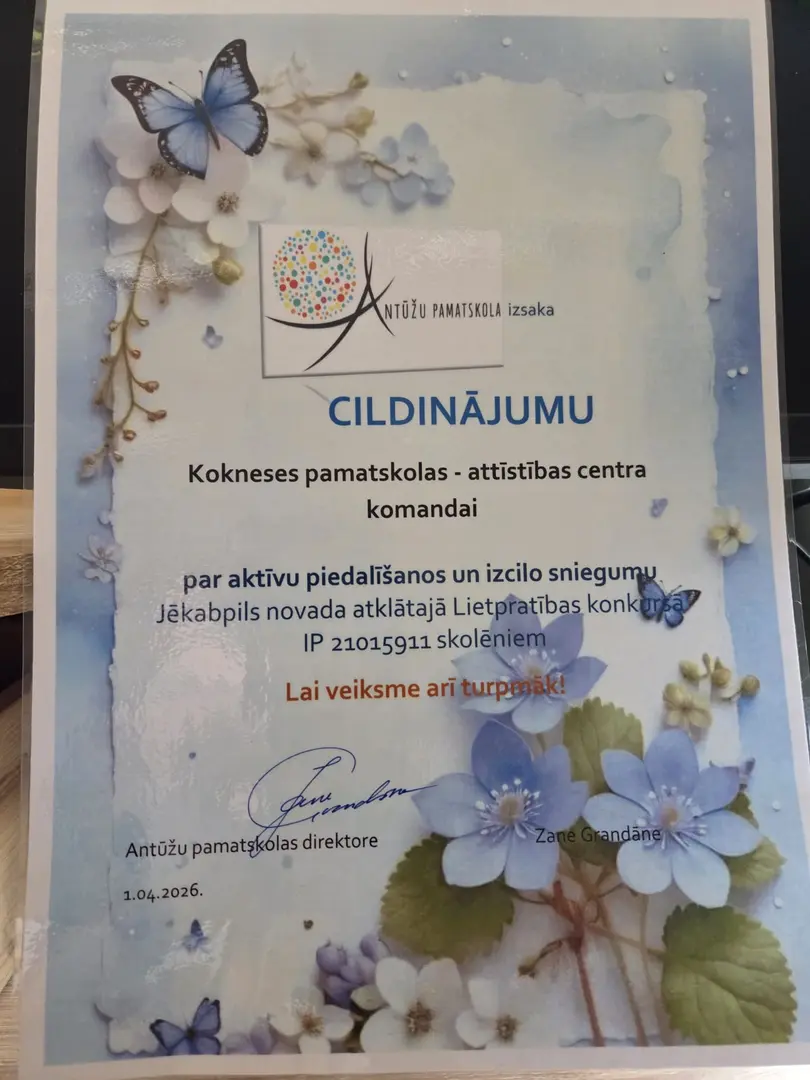 ANTŪŽU PAMATSKOLA izsaka
CILDINĀJUMU
Kokneses pamatskolas - attīstības centra
komandai
par aktīvu piedalīšanos un izcilo sniegumu
Jēkabpils novada atklātajā Lietpratības konkursā
IP 21015911 skolēniem
Lai veiksme arī turpmāk!
Antūžu pamatskolas direktore
Zane Grandāne
1.04.2026.